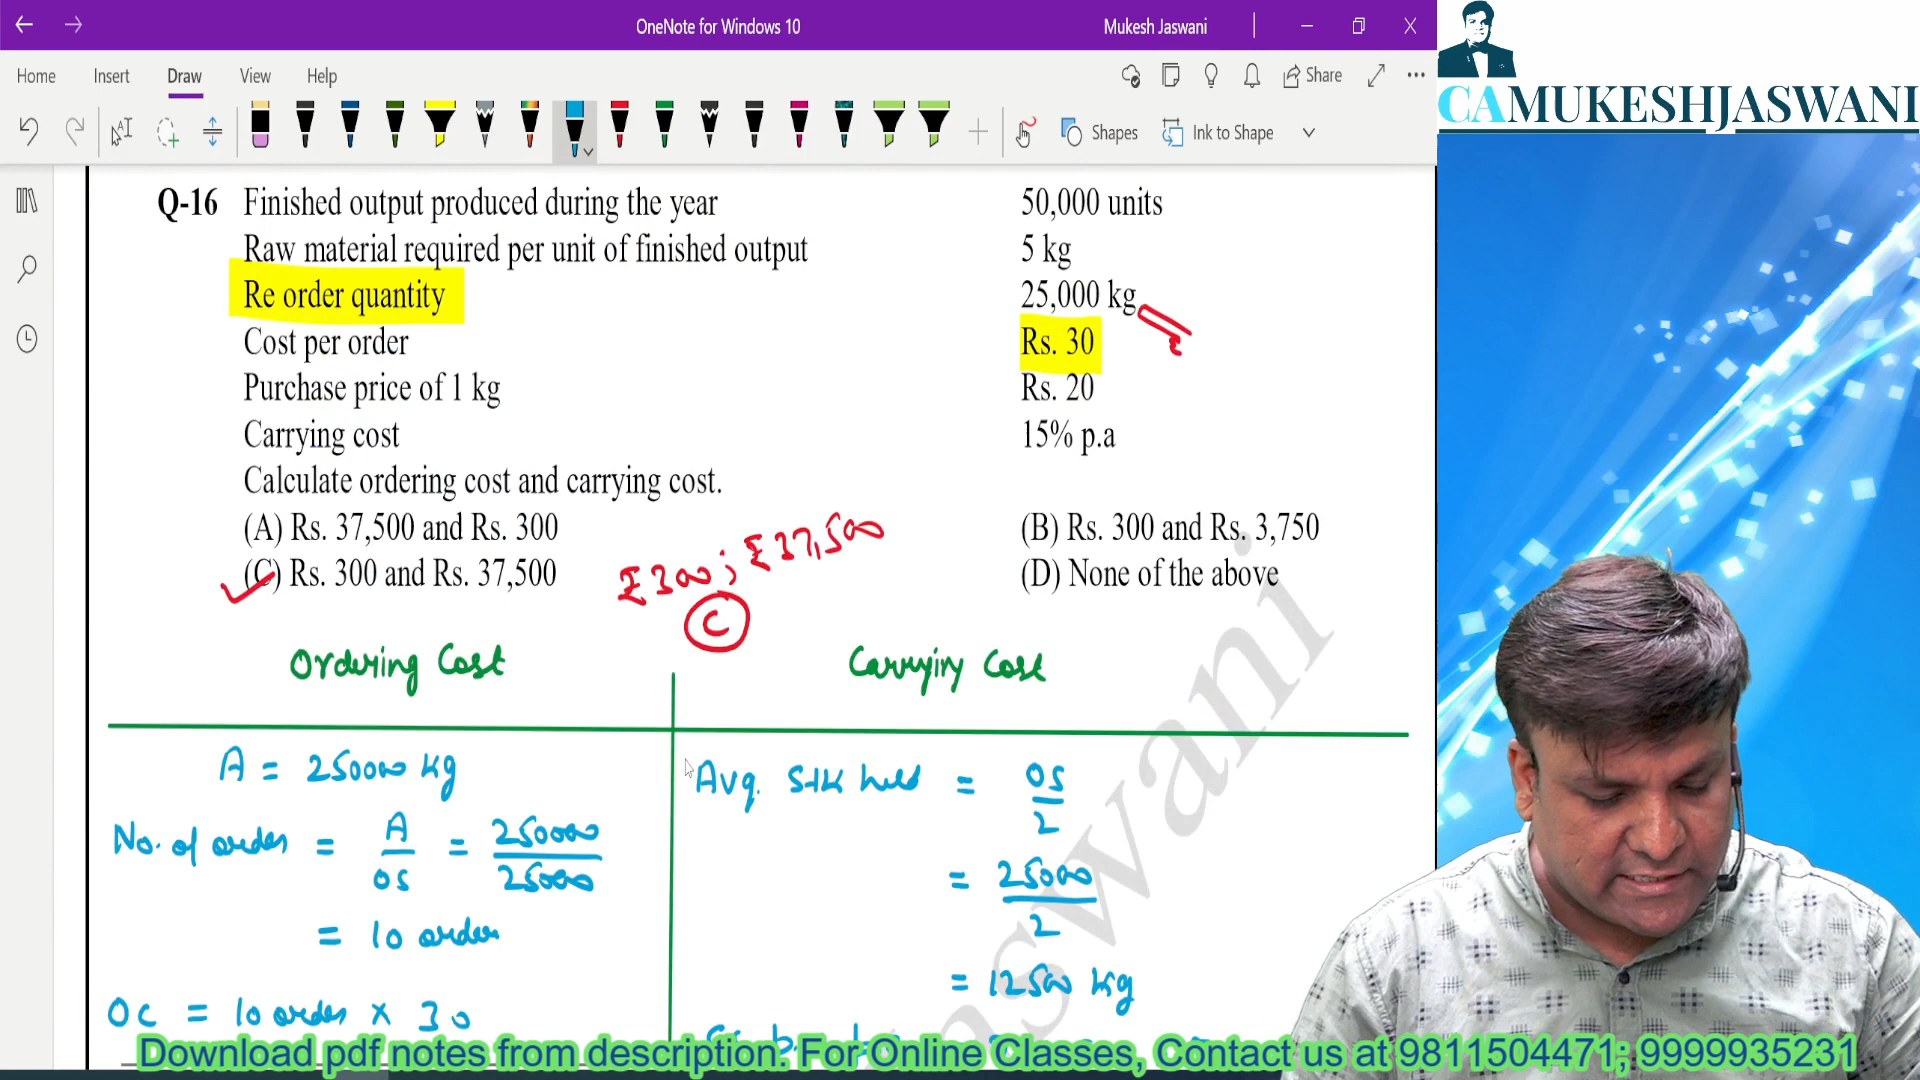 OneNote for Windows 10
Mukesh Jaswani
Home Insert Draw View Help
Share
Shapes
Ink to Shape
CAMUKESHJASWANI
Q-16 Finished output produced during the year 50,000 units
Raw material required per unit of finished output 5 kg
Re order quantity 25,000 kg
Cost per order Rs. 30
Purchase price of 1 kg Rs. 20
Carrying cost 15% p.a
Calculate ordering cost and carrying cost.
(A) Rs. 37,500 and Rs. 300 (B) Rs. 300 and Rs. 3,750
(C) Rs. 300 and Rs. 37,500 (D) None of the above
₹300; ₹37,500
C
Ordering Cost
Carrying Cost
A = 250000 kg
No. of order = A/OS = 250000/25000
= 10 order
OC = 10 order × 30
Avg. Stk held = OS/2
= 25000/2
= 12500 kg
Jaswani
Download pdf notes from description. For Online Classes, Contact us at 9811504471; 9999935231